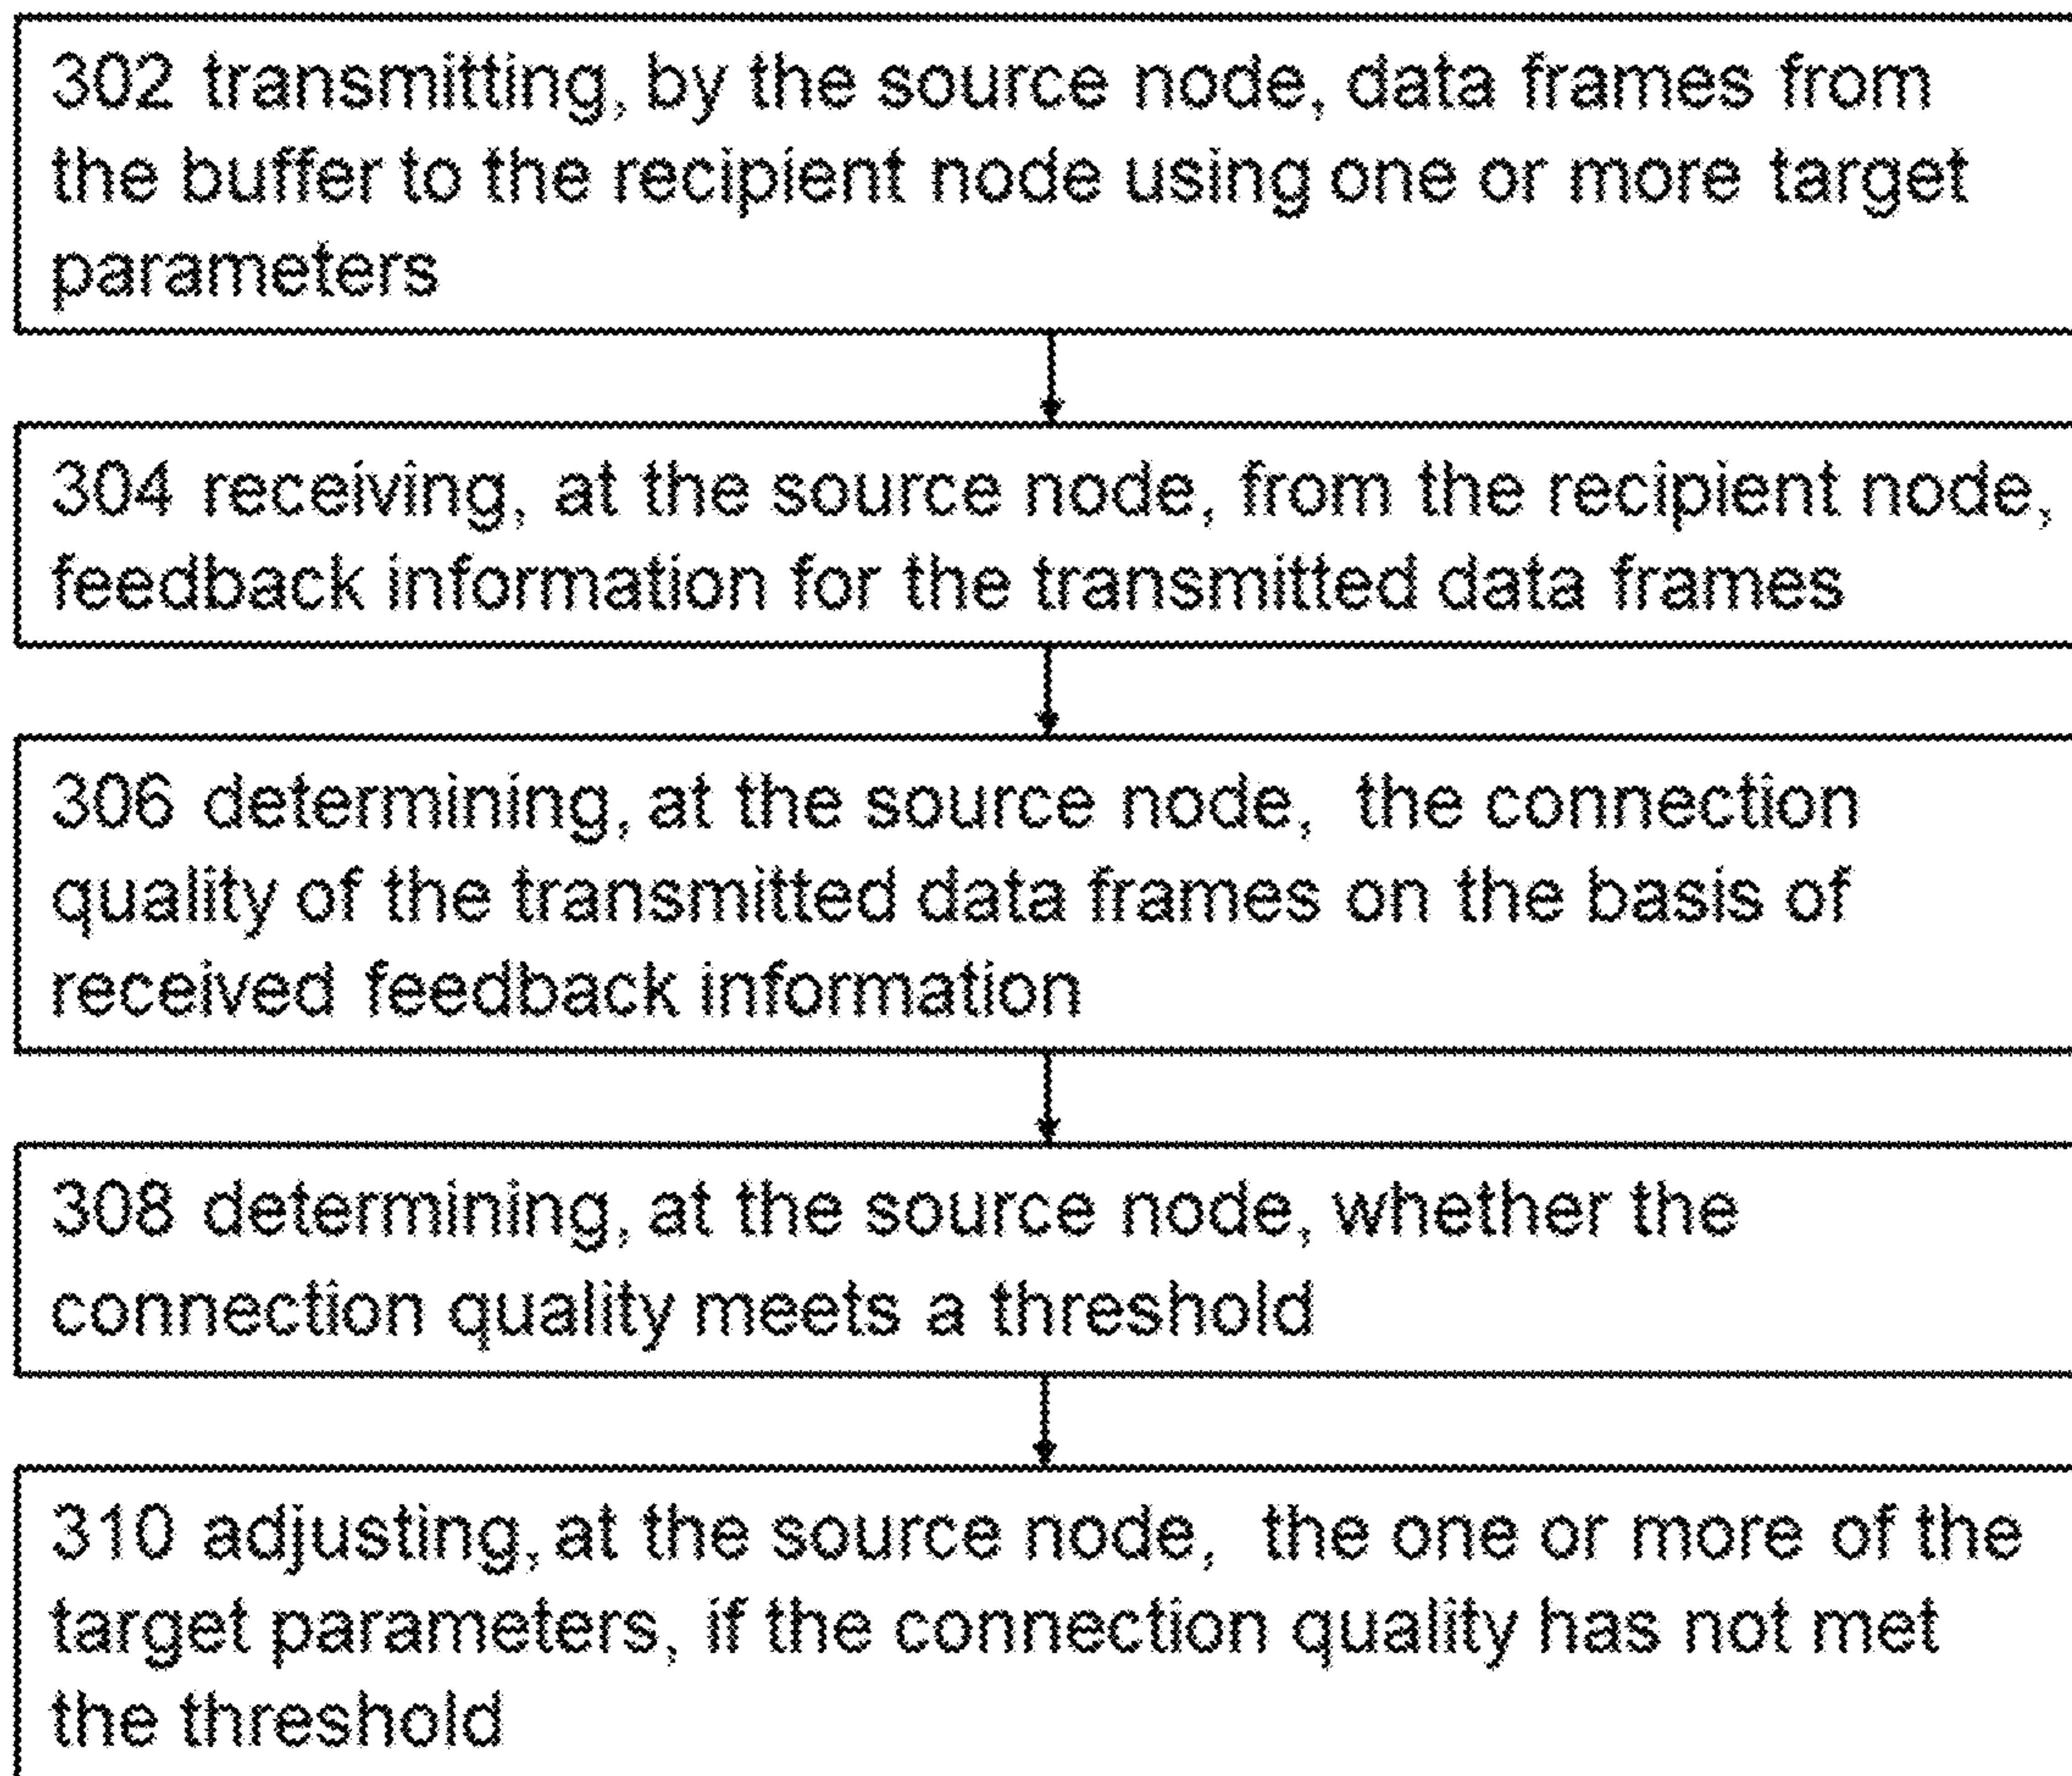 302 transmitting, by the source node, data frames from
the buffer to the recipient node using one or more target
parameters
304 receiving, at the source node, from the recipient node,
feedback information for the transmitted data frames
306 determining, at the source node, the connection
quality of the transmitted data frames on the basis of
received feedback information
308 determining, at the source node, whether the
connection quality meets a threshold
310 adjusting, at the source node, the one or more of the
target parameters, if the connection quality has not met
the threshold